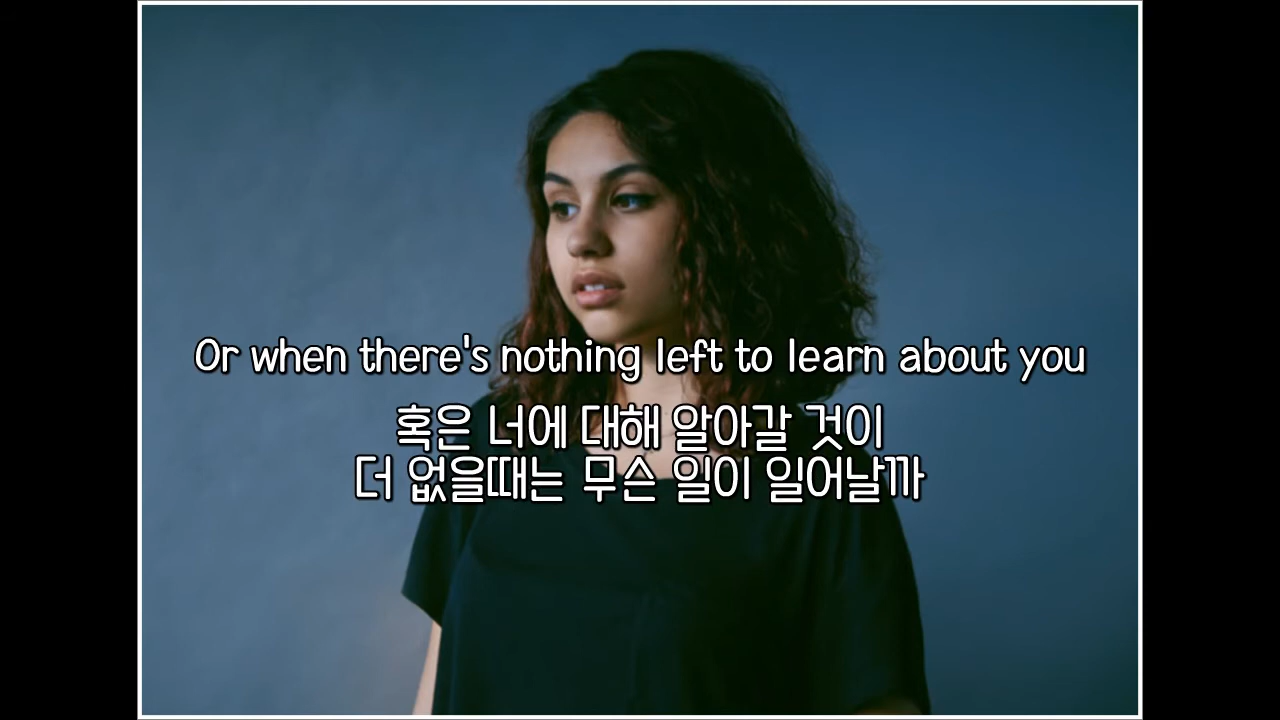 Or when there's nothing left to learn about you
혹은 너에 대해 알아갈 것이
더 없을때는 무슨 일이 일어날까